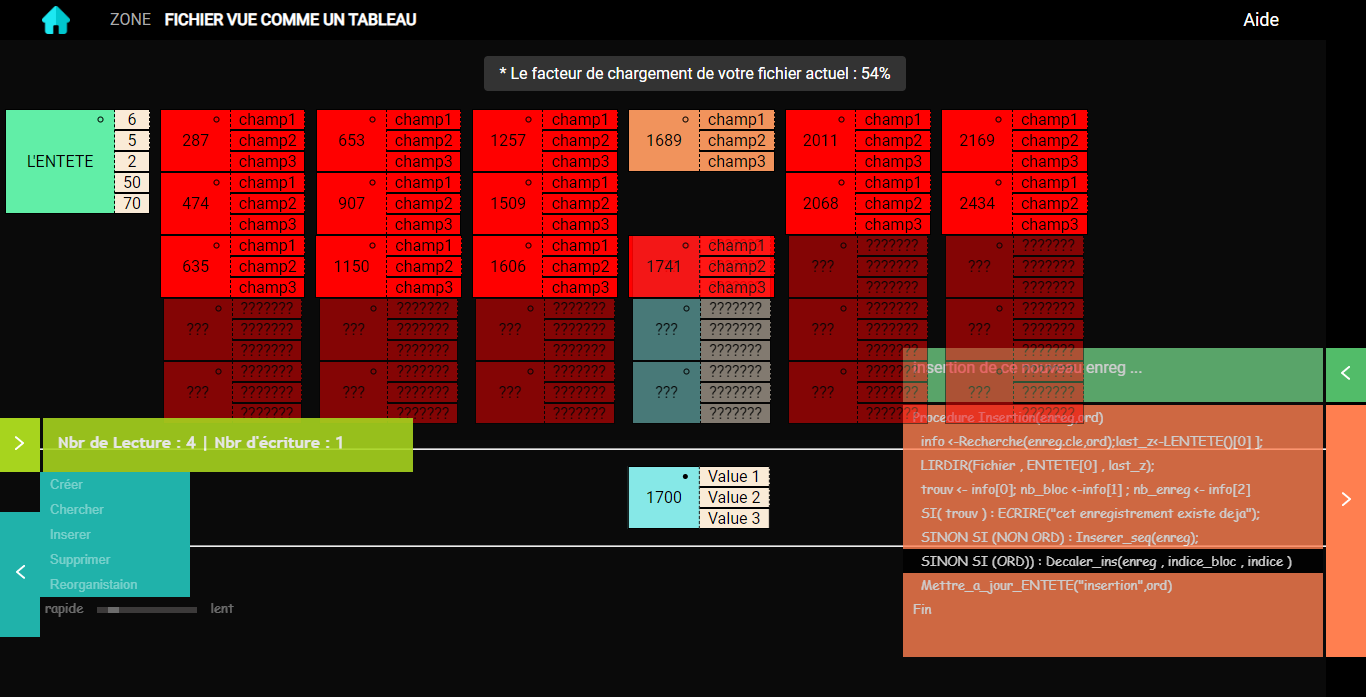 ZONE FICHIER VUE COMME UN TABLEAU Aide
* Le facteur de chargement de votre fichier actuel : 54%
L'ENTETE
6
5
2
50
70
287 champ1 champ2 champ3
474 champ1 champ2 champ3
635 champ1 champ2 champ3
??? ??????? ??????? ???????
??? ??????? ??????? ???????
653 champ1 champ2 champ3
907 champ1 champ2 champ3
1150 champ1 champ2 champ3
??? ??????? ??????? ???????
??? ??????? ??????? ???????
1257 champ1 champ2 champ3
1509 champ1 champ2 champ3
1606 champ1 champ2 champ3
??? ??????? ??????? ???????
??? ??????? ??????? ???????
1689 champ1 champ2 champ3
1741 champ1 champ2 champ3
??? ??????? ??????? ???????
??? ??????? ??????? ???????
2011 champ1 champ2 champ3
2068 champ1 champ2 champ3
??? ??????? ??????? ???????
??? ??????? ??????? ???????
??? ??????? ??????? ???????
2169 champ1 champ2 champ3
2434 champ1 champ2 champ3
??? ??????? ??????? ???????
??? ??????? ??????? ???????
??? ??????? ??????? ???????
Nbr de Lecture : 4 | Nbr d'écriture : 1
Créer
Chercher
Inserer
Supprimer
Reorganistaion
rapide lent
1700 Value 1 Value 2 Value 3
Insertion de ce nouveau enreg ...
Procedure Insertion(enreg,ord)
info <-Recherche(enreg.cle,ord);last_z<-LENTETE()[0] ];
LIRDIR(Fichier , ENTETE[0] , last_z);
trouv <- info[0]; nb_bloc <-info[1] ; nb_enreg <- info[2]
SI( trouv ) : ECRIRE("cet enregistrement existe deja");
SINON SI (NON ORD) : Inserer_seq(enreg);
SINON SI (ORD)) : Decaler_ins(enreg , indice_bloc , indice )
Mettre_a_jour_ENTETE("insertion",ord)
Fin